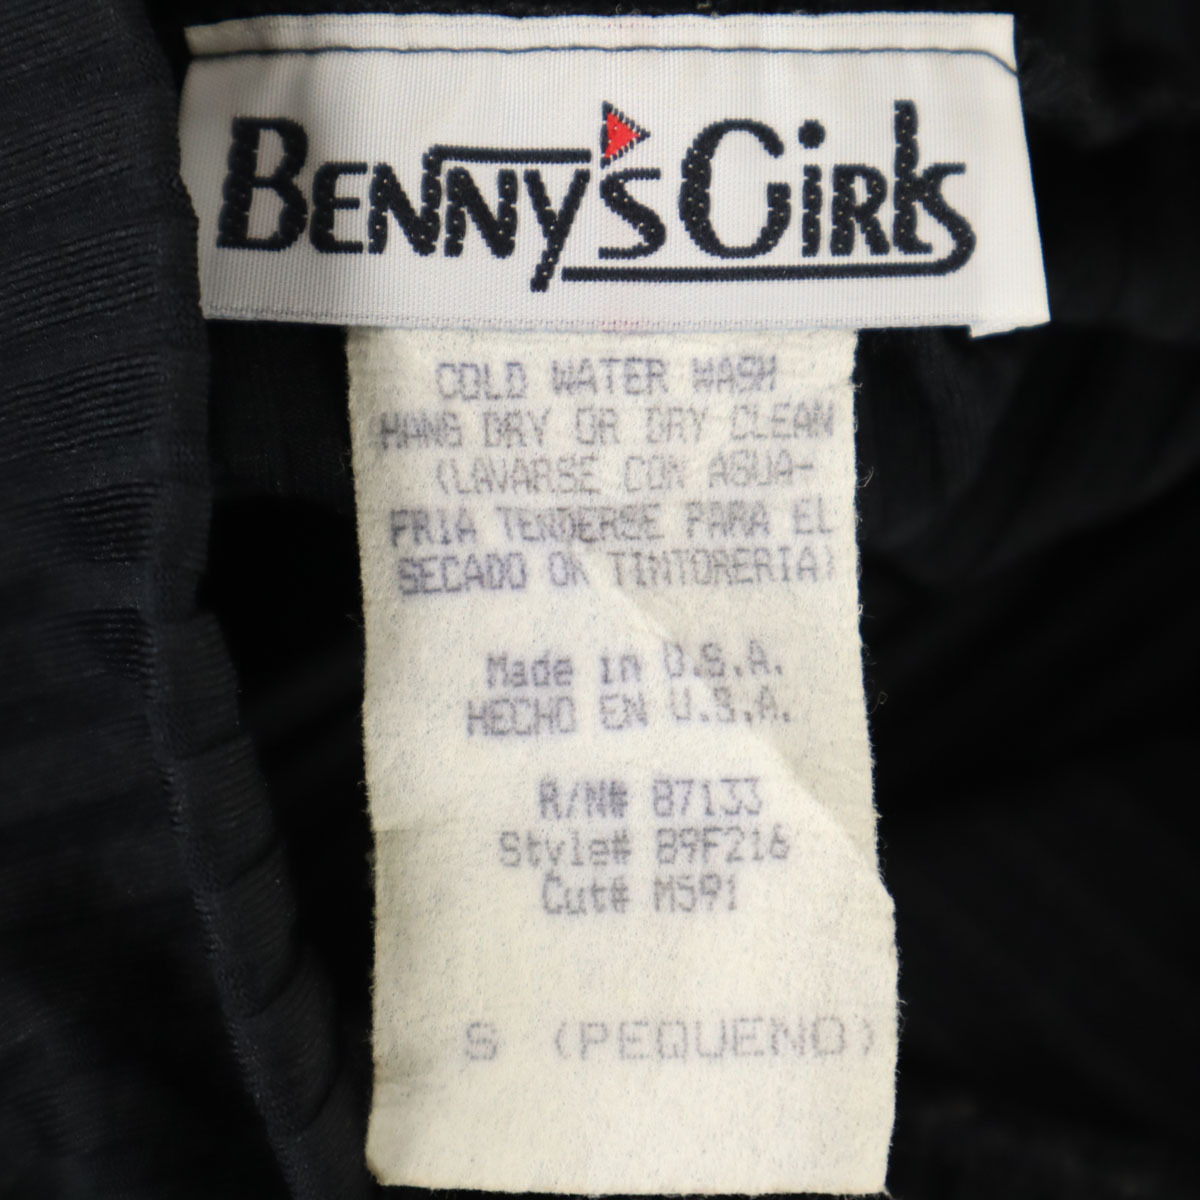 BENNY'S GIRLS
COLD WATER WASH
HANG DRY OR DRY CLEAN
(LAVARSE CON AGUA-
FRIA TENDERSE PARA EL
SECADO OR TINTORERIA)
Made in U.S.A.
HECHO EN U.S.A.
R/N# 87133
Style# 89F216
Cut# M591
S (PEQUENO)